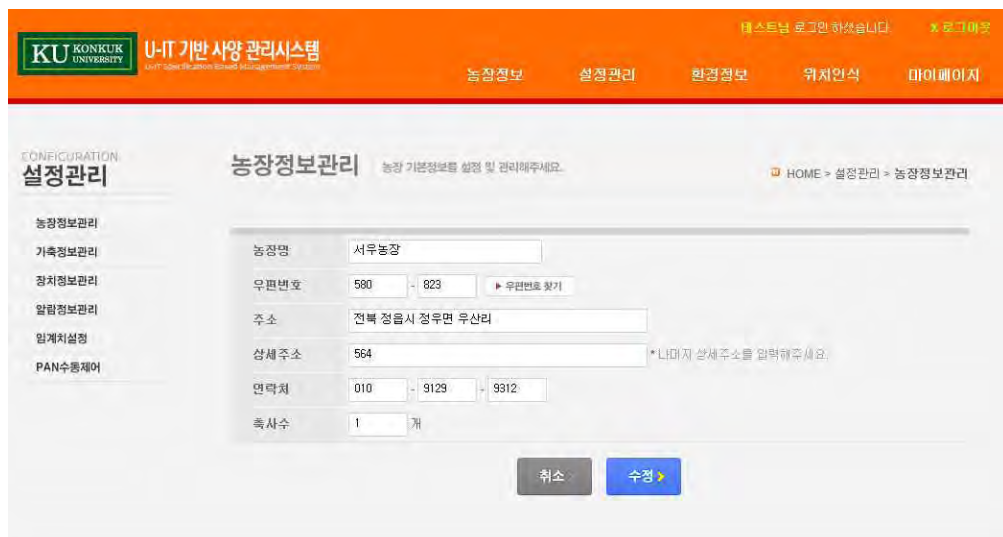 테스트님 로그인 하셨습니다. X 로그아웃
KU KONKUK UNIVERSITY
U-IT 기반 사양 관리시스템
U-IT Specification Based Management System
농장정보 설정관리 환경정보 위치인식 마이페이지
CONFIGURATION
설정관리
농장정보관리
가축정보관리
장치정보관리
알람정보관리
임계치설정
PAN수동제어
농장정보관리 농장 기본정보를 설정 및 관리해주세요.
HOME > 설정관리 > 농장정보관리
농장명 서우농장
우편번호 580 - 823 ▶ 우편번호 찾기
주소 전북 정읍시 정우면 우산리
상세주소 564 * 나머지 상세주소를 입력해주세요.
연락처 010 - 9129 - 9312
축사수 1 개
취소 > 수정 >